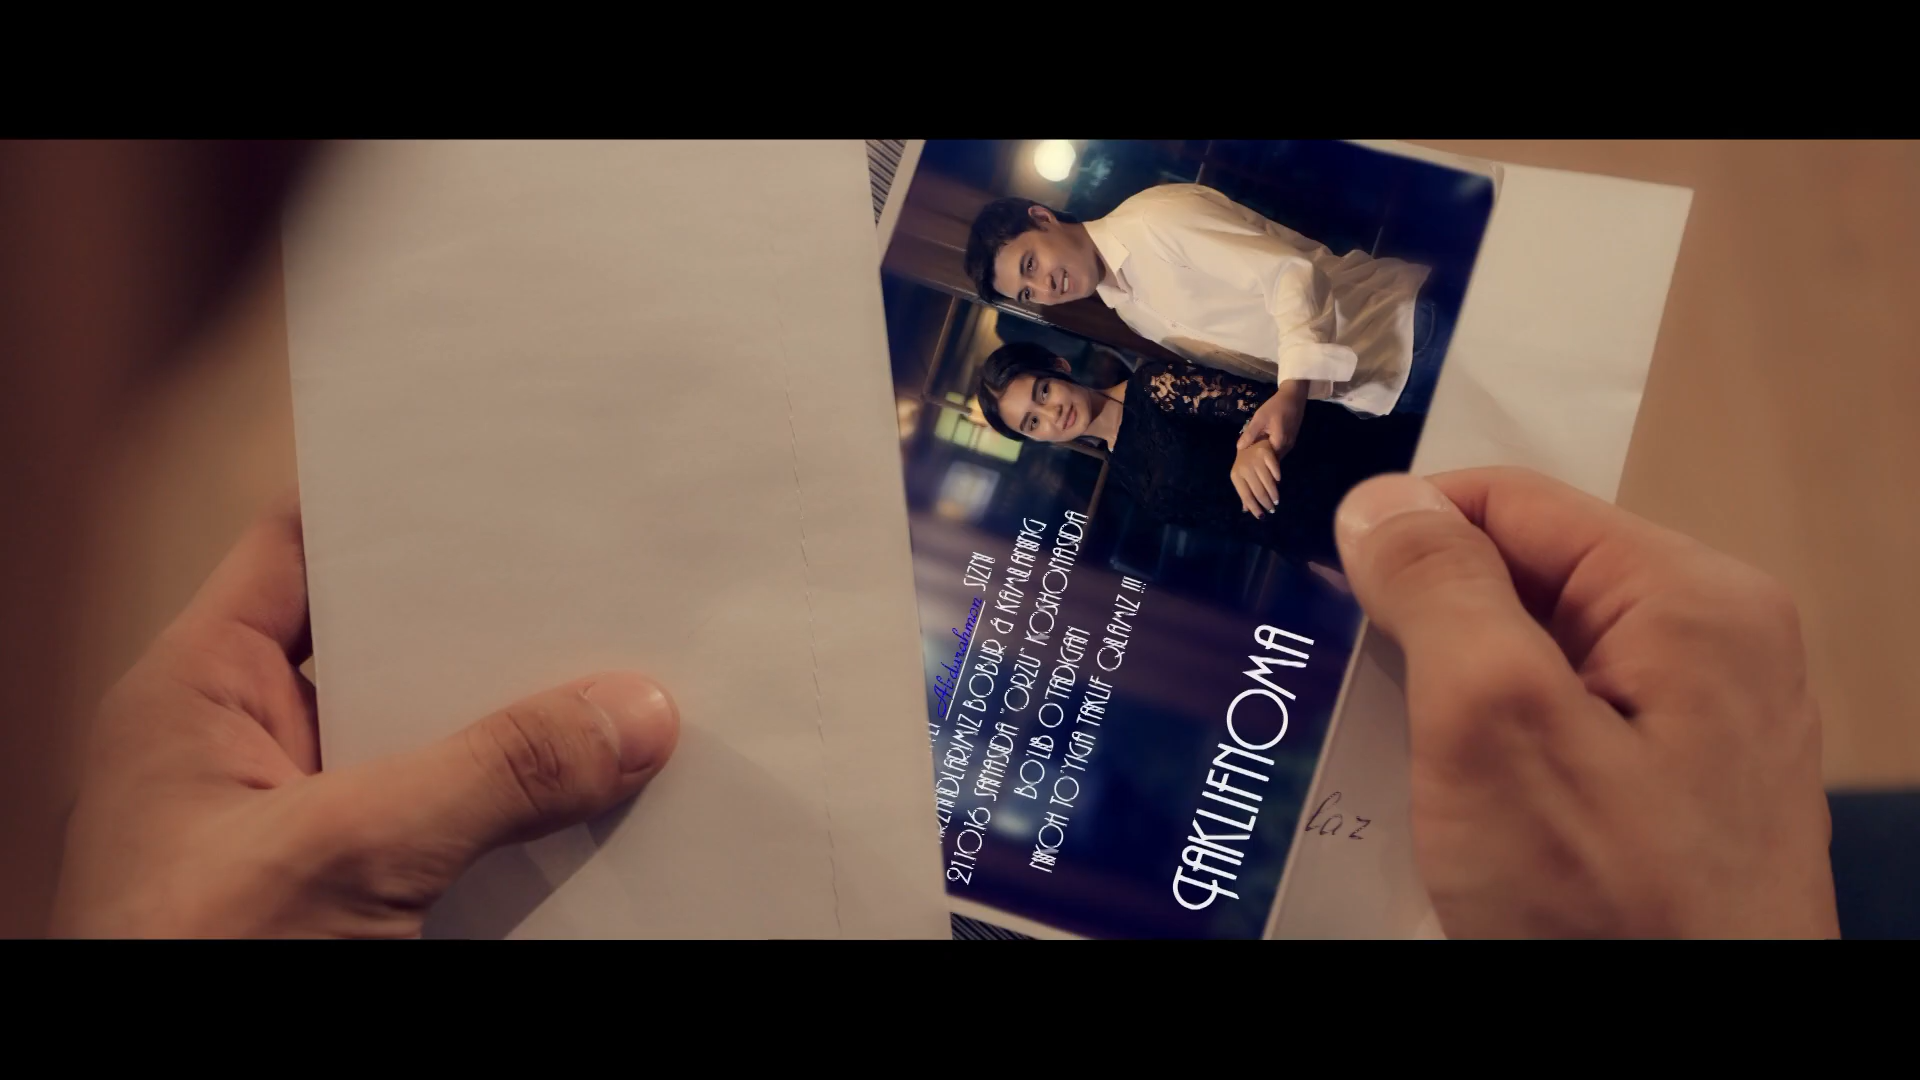 TAKLIFNOMA
Abdurahmon SIZNI
FARZANDLARIMIZ BOBUR & KAMILANING
21.10.16 SANASIDA "ORZU" KOSHONASIDA
BO'LIB O'TADIGAN
NIKOH TO'YIGA TAKLIF QILAMIZ !!!